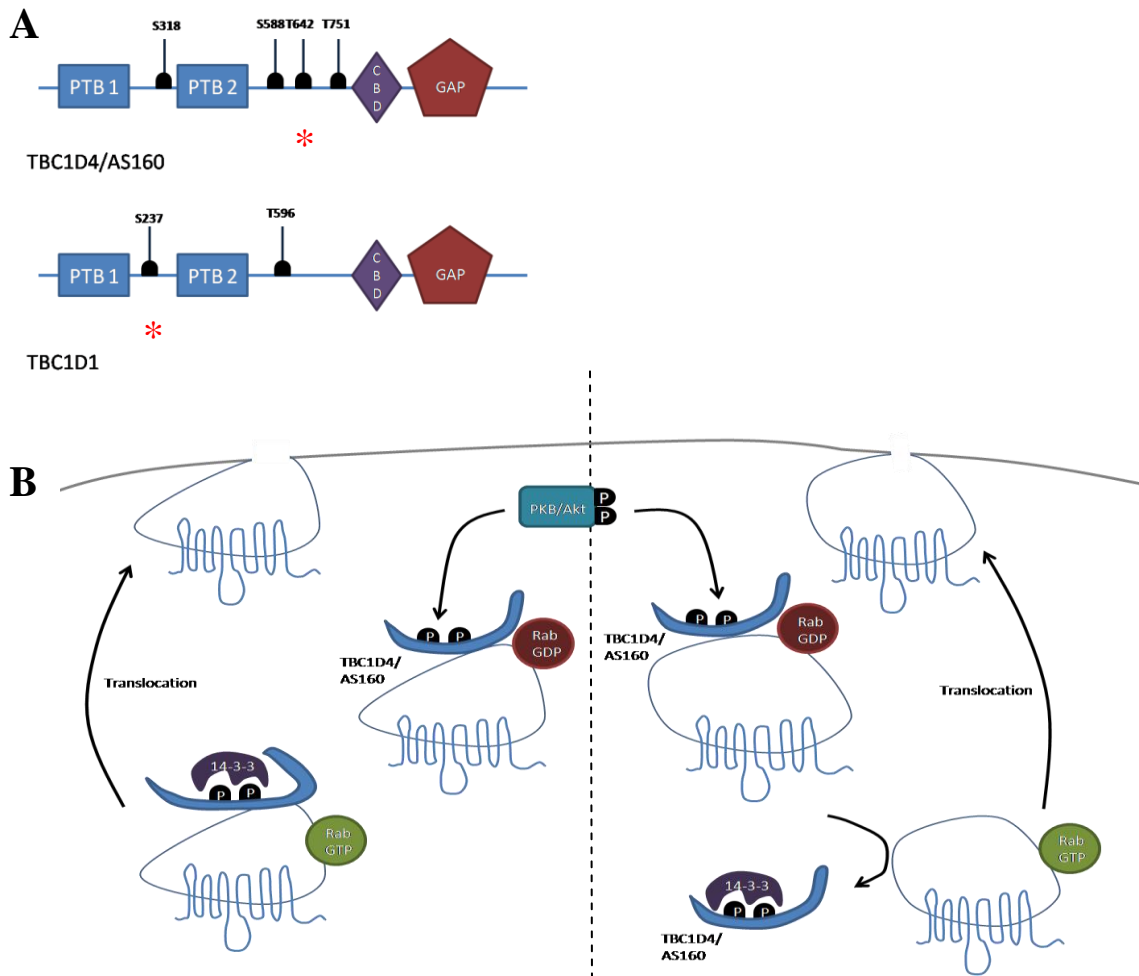 A
S318 S588 T642 T751
PTB 1 PTB 2 C B D GAP
*
TBC1D4/AS160
S237 T596
PTB 1 PTB 2 C B D GAP
*
TBC1D1
B
PKB/Akt P P
P P
Rab
GDP
TBC1D4/
AS160
Translocation
14-3-3
P P
Rab
GTP
P P
Rab
GDP
TBC1D4/
AS160
Translocation
Rab
GTP
14-3-3
P P
TBC1D4/
AS160